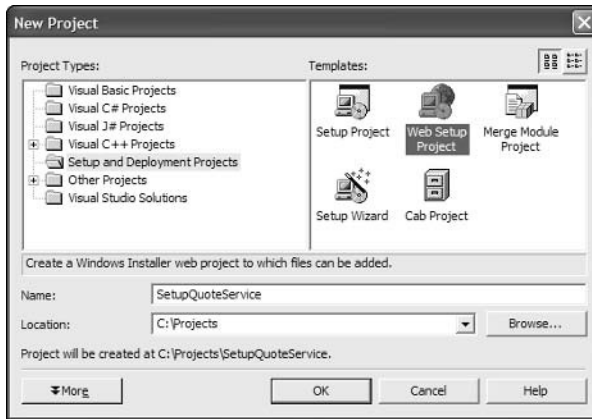 New Project
Project Types:
Templates:
Visual Basic Projects
Visual C# Projects
Visual J# Projects
Visual C++ Projects
Setup and Deployment Projects
Other Projects
Visual Studio Solutions
Setup Project
Web Setup Project
Merge Module Project
Setup Wizard
Cab Project
Create a Windows Installer web project to which files can be added.
Name:
SetupQuoteService
Location:
C:\Projects
Browse...
Project will be created at C:\Projects\SetupQuoteService.
More
OK
Cancel
Help